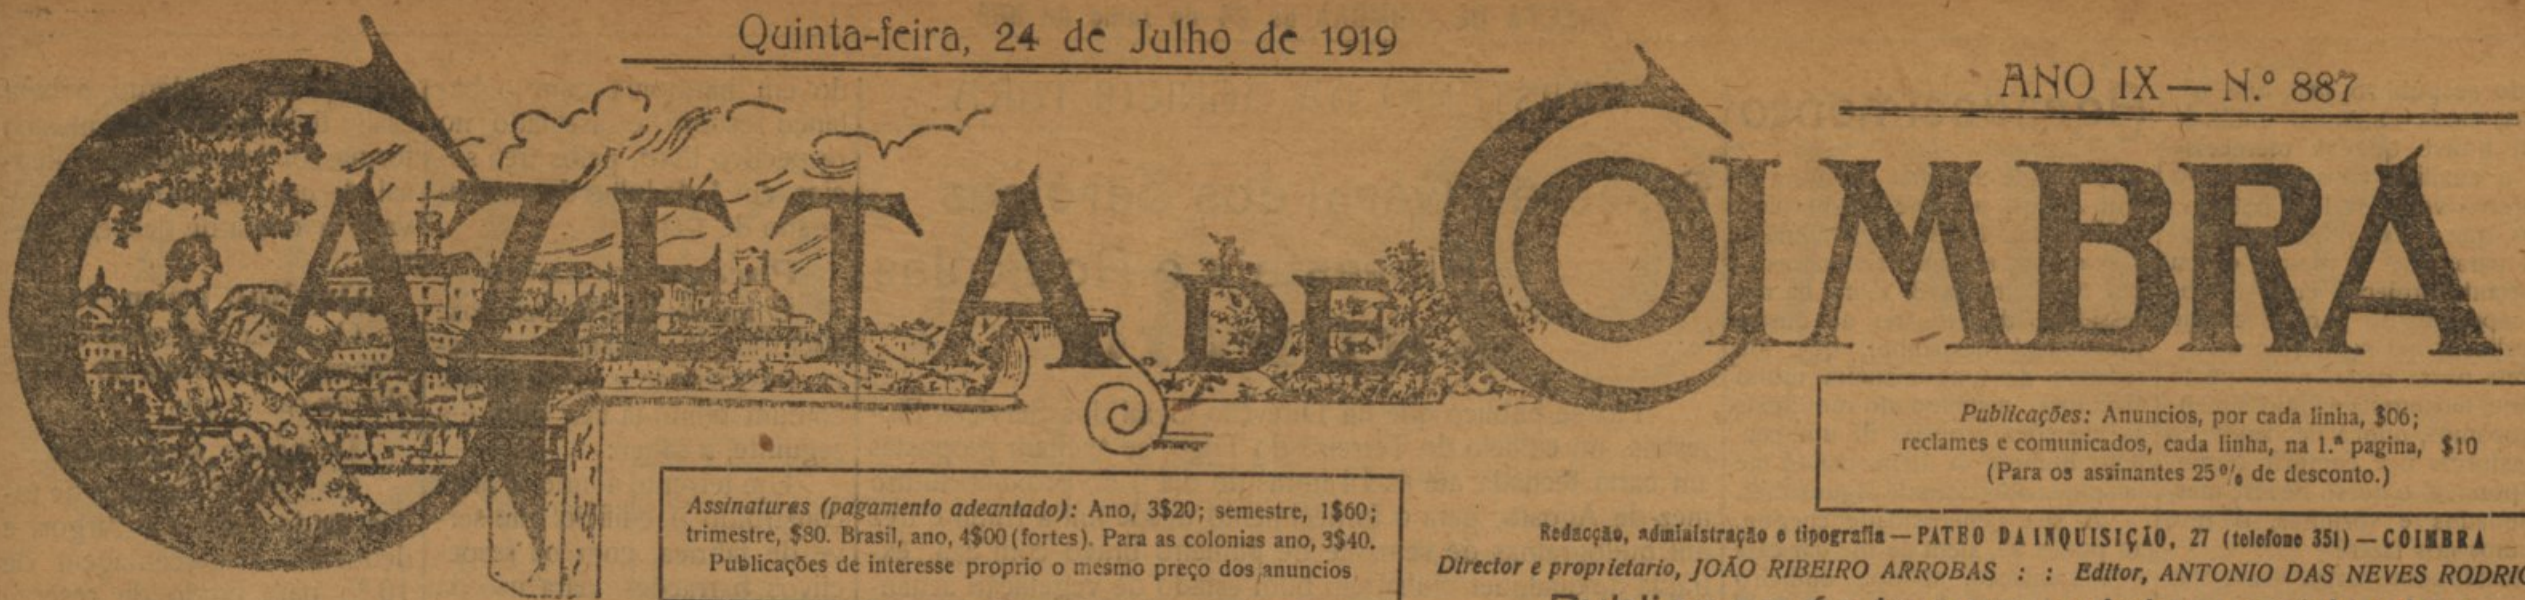 Quinta-feira, 24 de Julho de 1919
ANO IX — N.º 887
GAZETA DE COIMBRA
Publicações: Anuncios, por cada linha, $06;
reclames e comunicados, cada linha, na 1.ª pagina, $10
(Para os assinantes 25 % de desconto.)
Assinaturas (pagamento adeantado): Ano, 3$20; semestre, 1$60;
trimestre, $80. Brasil, ano, 4$00 (fortes). Para as colonias ano, 3$40.
Publicações de interesse proprio o mesmo preço dos anuncios
Redacção, administração e tipografia — PATEO DA INQUISIÇÃO, 27 (telefone 351) — COIMBRA
Director e proprietario, JOÃO RIBEIRO ARROBAS : : Editor, ANTONIO DAS NEVES